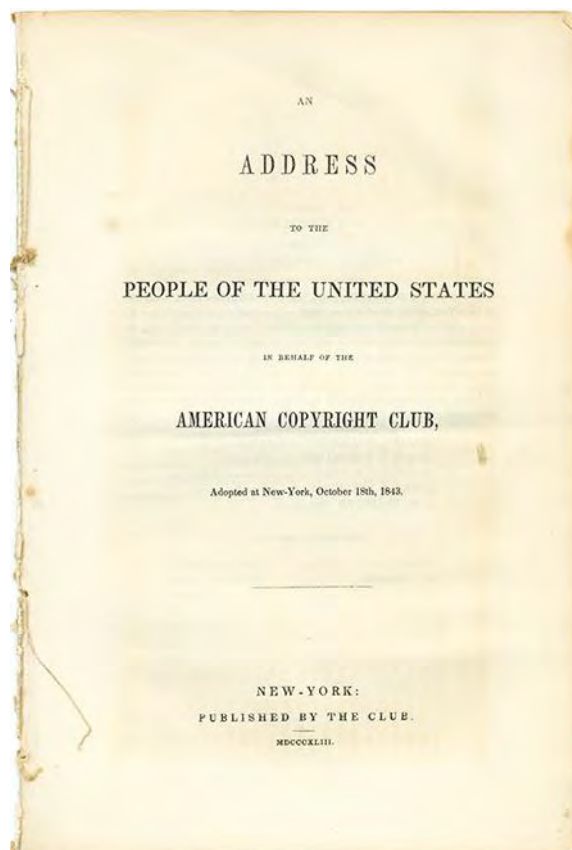 AN
ADDRESS
TO THE
PEOPLE OF THE UNITED STATES
IN BEHALF OF THE
AMERICAN COPYRIGHT CLUB,
Adopted at New-York, October 18th, 1843.
NEW-YORK:
PUBLISHED BY THE CLUB.
MDCCCXLIII.